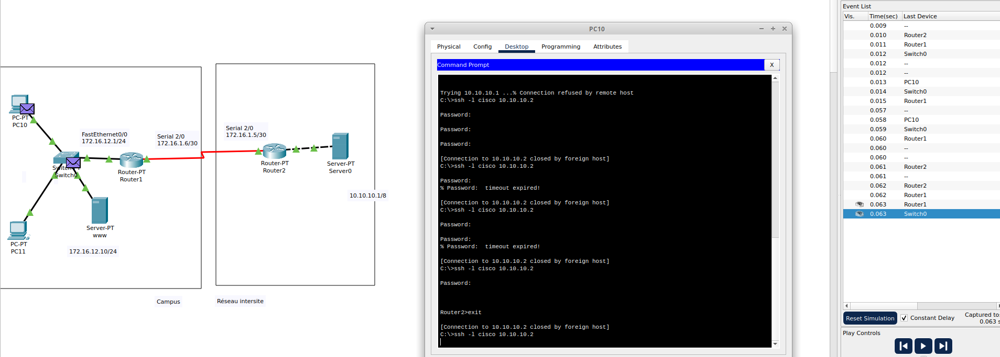 PC-PT
PC10
FastEthernet0/0
172.16.12.1/24
Serial 2/0
172.16.1.6/30
Switch-PT
Switch0
Router-PT
Router1
PC-PT
PC11
Server-PT
www
172.16.12.10/24
Campus
Serial 2/0
172.16.1.5/30
Router-PT
Router2
Server-PT
Server0
10.10.10.1/8
Réseau intersite
PC10
Physical Config Desktop Programming Attributes
Command Prompt X
Trying 10.10.10.1 ...% Connection refused by remote host
C:\>ssh -l cisco 10.10.10.2
Password:
Password:
Password:
[Connection to 10.10.10.2 closed by foreign host]
C:\>ssh -l cisco 10.10.10.2
Password:
% Password:  timeout expired!
[Connection to 10.10.10.2 closed by foreign host]
C:\>ssh -l cisco 10.10.10.2
Password:
Password:
% Password:  timeout expired!
[Connection to 10.10.10.2 closed by foreign host]
C:\>ssh -l cisco 10.10.10.2
Password:
Router2>exit
[Connection to 10.10.10.2 closed by foreign host]
C:\>ssh -l cisco 10.10.10.2
Event List
Vis. Time(sec) Last Device
0.009 --
0.010 Router2
0.011 Router1
0.012 Switch0
0.012 --
0.012 --
0.013 PC10
0.014 Switch0
0.015 Router1
0.057 --
0.058 PC10
0.059 Switch0
0.060 Router1
0.060 --
0.060 --
0.061 Router2
0.061 --
0.062 Router2
0.062 Router1
0.063 Router1
0.063 Switch0
Reset Simulation Constant Delay Captured to:
0.063 s
Play Controls